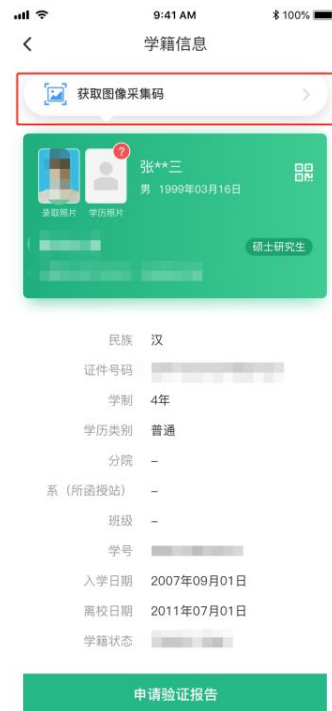 9:41 AM 100%
学籍信息
获取图像采集码
?
张**三
男 1999年03月16日
录取照片 学历照片
硕士研究生
民族 汉
证件号码
学制 4年
学历类别 普通
分院 –
系（所函授站） –
班级 –
学号
入学日期 2007年09月01日
离校日期 2011年07月01日
学籍状态
申请验证报告